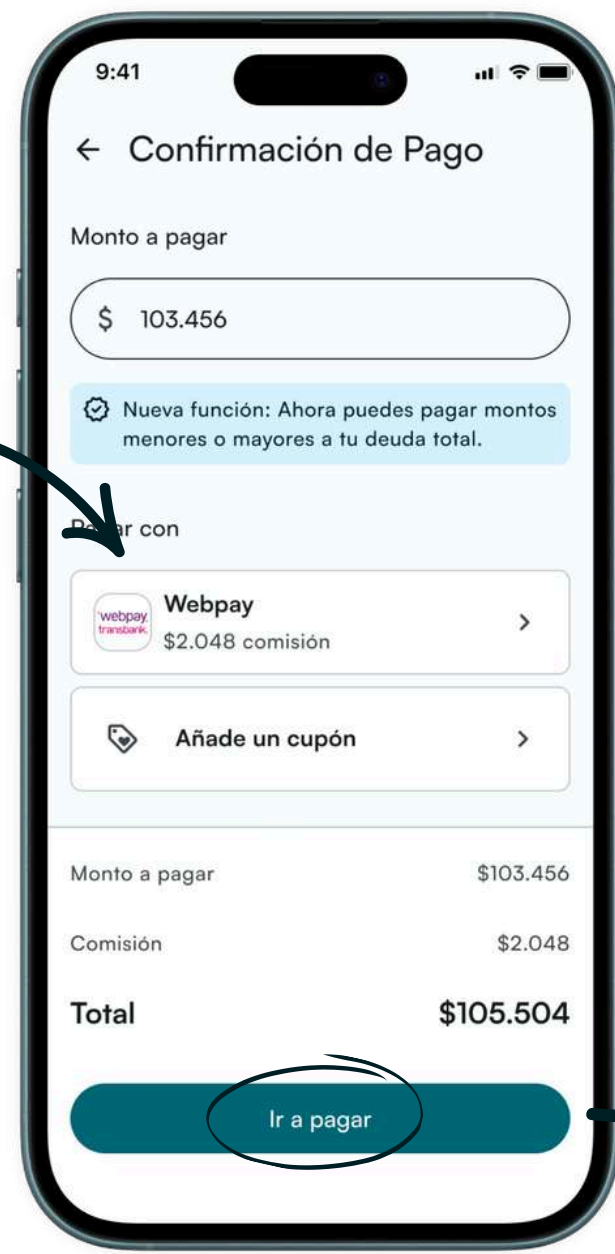 9:41
Confirmación de Pago
Monto a pagar
$ 103.456
Nueva función: Ahora puedes pagar montos
menores o mayores a tu deuda total.
con
webpay.
transbank.
Webpay
$2.048 comisión
Añade un cupón
Monto a pagar $103.456
Comisión $2.048
Total $105.504
Ir a pagar